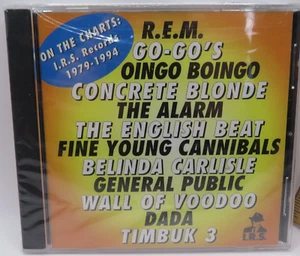 ON THE CHARTS:
I.R.S. Records
1979-1994
R.E.M.
GO-GO'S
OINGO BOINGO
CONCRETE BLONDE
THE ALARM
THE ENGLISH BEAT
FINE YOUNG CANNIBALS
BELINDA CARLISLE
GENERAL PUBLIC
WALL OF VOODOO
DADA
TIMBUK 3